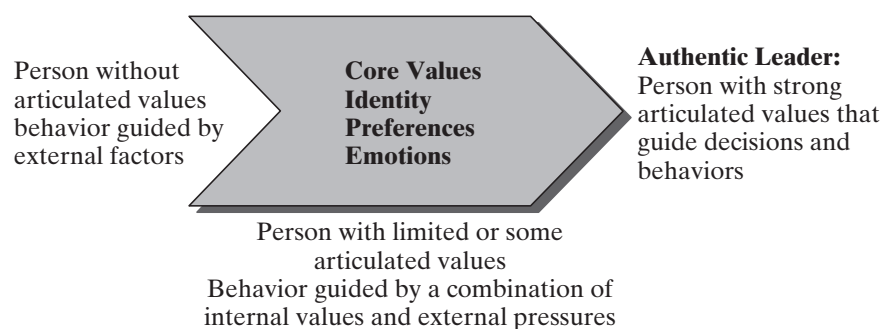 Person without
articulated values
behavior guided by
external factors
Core Values
Identity
Preferences
Emotions
Authentic Leader:
Person with strong
articulated values that
guide decisions and
behaviors
Person with limited or some
articulated values
Behavior guided by a combination of
internal values and external pressures